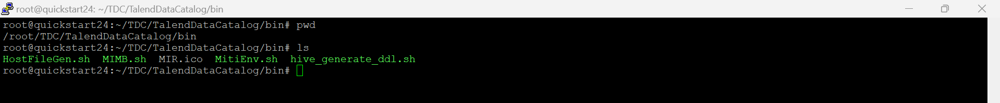 root@quickstart24: ~/TDC/TalendDataCatalog/bin
root@quickstart24:~/TDC/TalendDataCatalog/bin# pwd
/root/TDC/TalendDataCatalog/bin
root@quickstart24:~/TDC/TalendDataCatalog/bin# ls
HostFileGen.sh  MIMB.sh  MIR.ico  MitiEnv.sh  hive_generate_ddl.sh
root@quickstart24:~/TDC/TalendDataCatalog/bin#